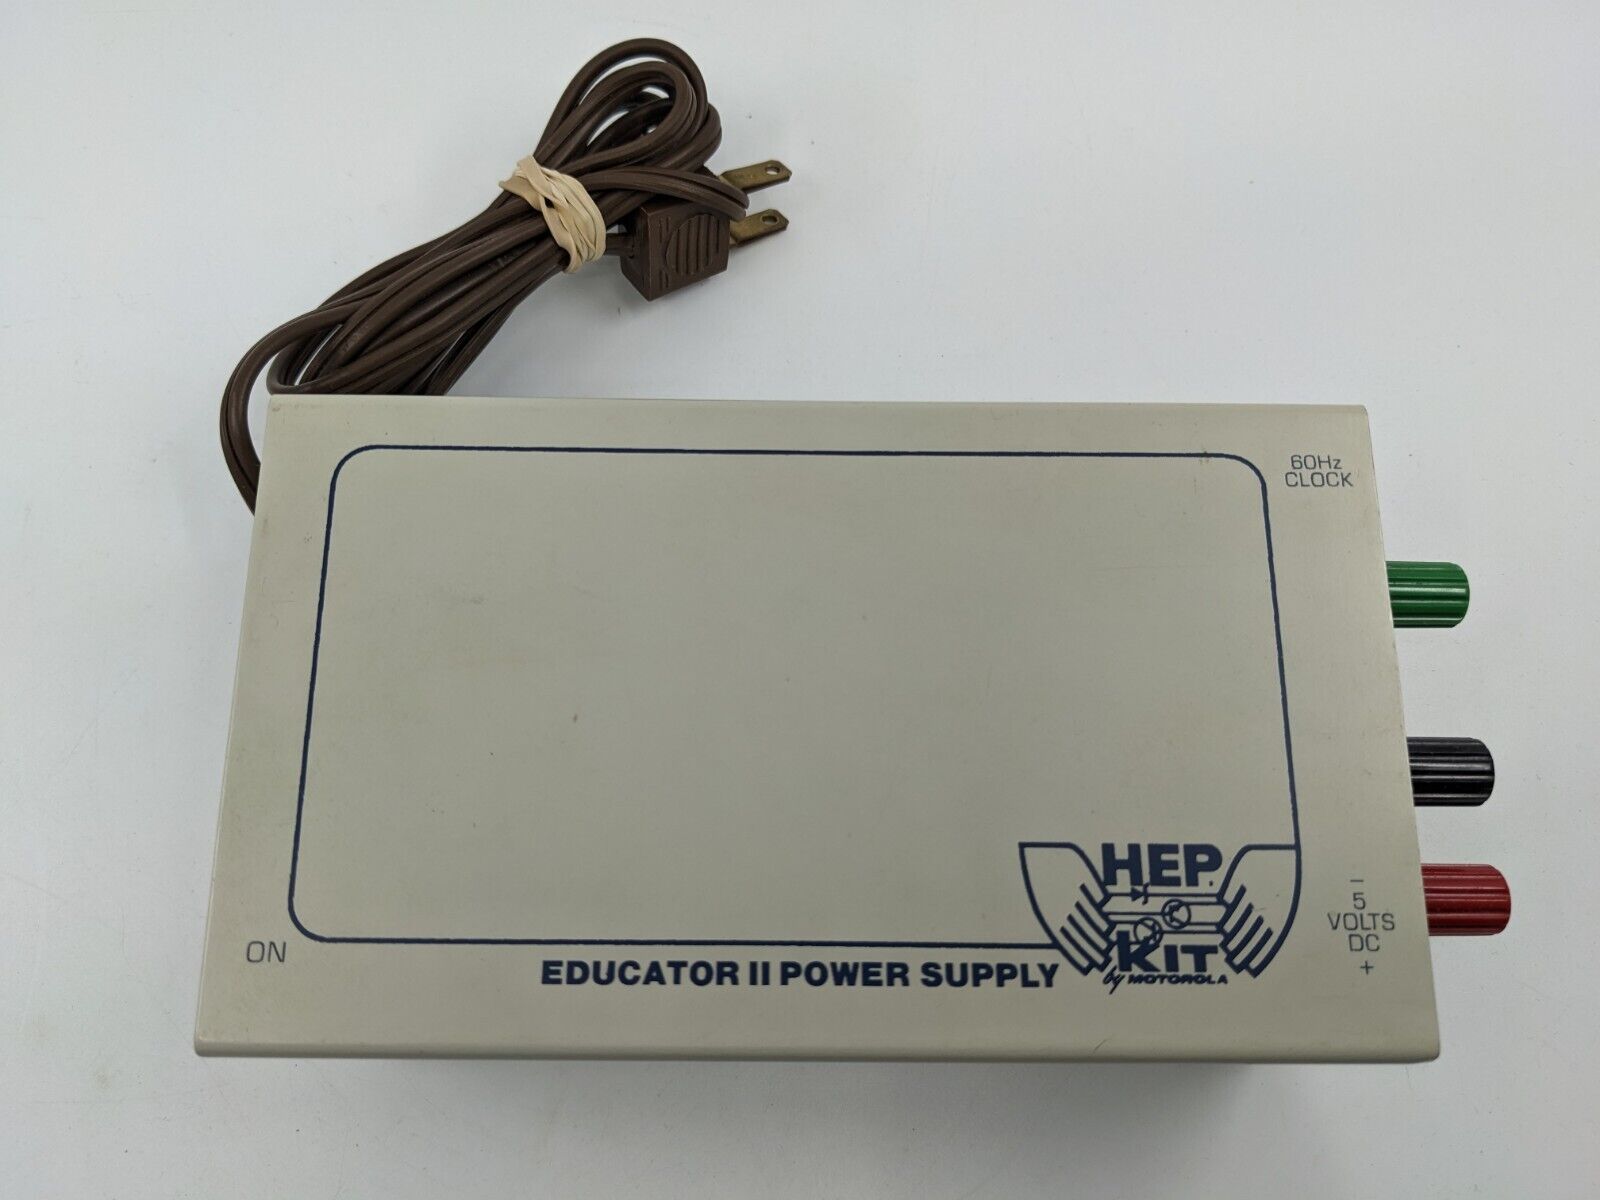 60Hz
CLOCK
HEP
KIT
by MOTOROLA
−
5
VOLTS
DC
+
ON
EDUCATOR II POWER SUPPLY